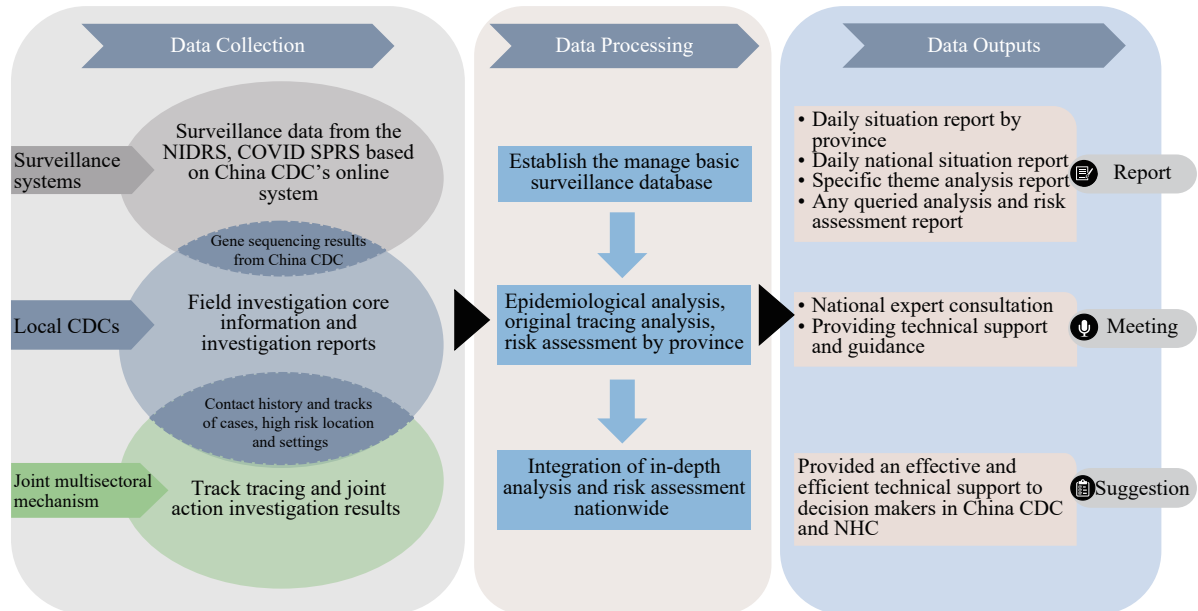 Data Collection
Surveillance
systems
Surveillance data from the
NIDRS, COVID SPRS based
on China CDC's online
system
Gene sequencing results
from China CDC
Local CDCs
Field investigation core
information and
investigation reports
Contact history and tracks
of cases, high risk location
and settings
Joint multisectoral
mechanism
Track tracing and joint
action investigation results
Data Processing
Establish the manage basic
surveillance database
Epidemiological analysis,
original tracing analysis,
risk assessment by province
Integration of in-depth
analysis and risk assessment
nationwide
Data Outputs
• Daily situation report by
province
• Daily national situation report
• Specific theme analysis report
• Any queried analysis and risk
assessment report
Report
• National expert consultation
• Providing technical support
and guidance
Meeting
Provided an effective and
efficient technical support to
decision makers in China CDC
and NHC
Suggestion